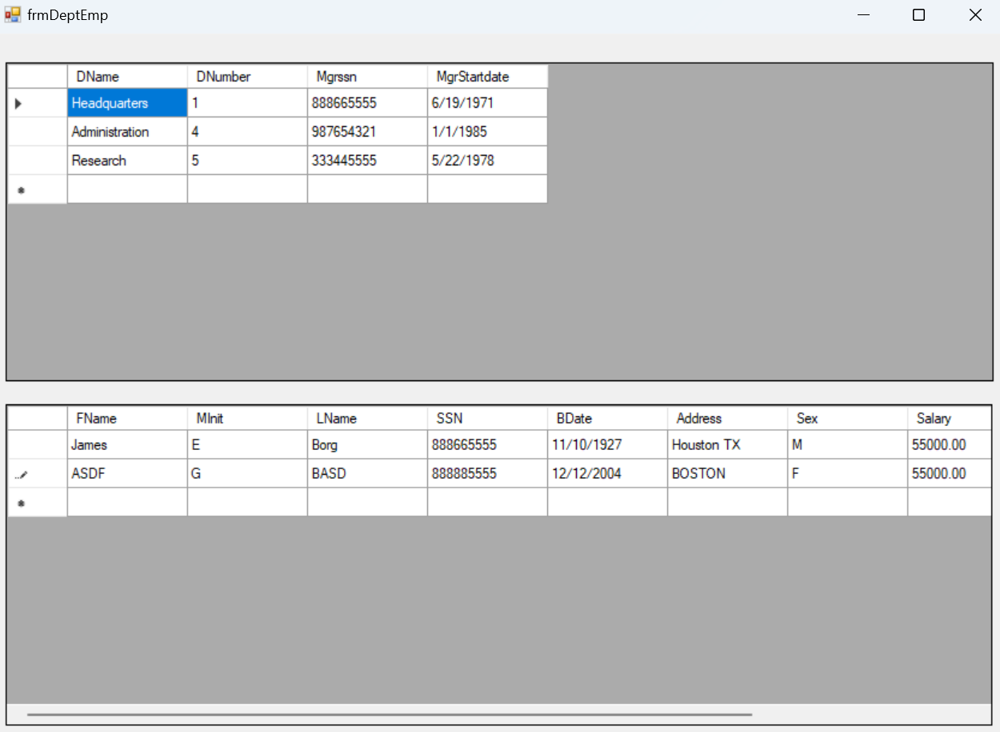 frmDeptEmp
DName DNumber Mgrssn MgrStartdate
Headquarters 1 888665555 6/19/1971
Administration 4 987654321 1/1/1985
Research 5 333445555 5/22/1978
FName MInit LName SSN BDate Address Sex Salary
James E Borg 888665555 11/10/1927 Houston TX M 55000.00
ASDF G BASD 888885555 12/12/2004 BOSTON F 55000.00